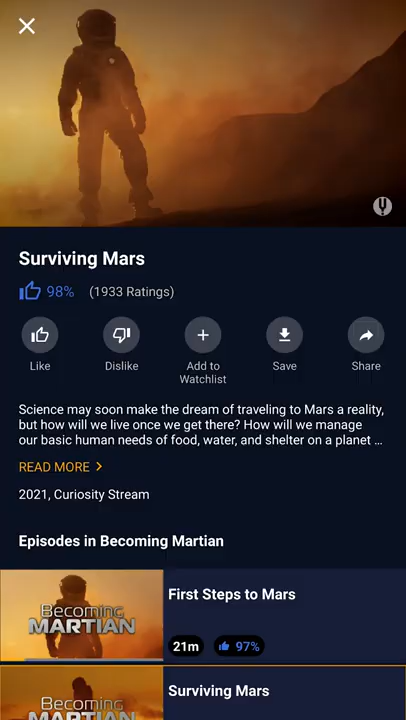 Surviving Mars
98% (1933 Ratings)
Like
Dislike
Add to
Watchlist
Save
Share
Science may soon make the dream of traveling to Mars a reality,
but how will we live once we get there? How will we manage
our basic human needs of food, water, and shelter on a planet ...
READ MORE
2021, Curiosity Stream
Episodes in Becoming Martian
Becoming
MARTIAN
First Steps to Mars
21m 97%
Becoming
MARTIAN
Surviving Mars